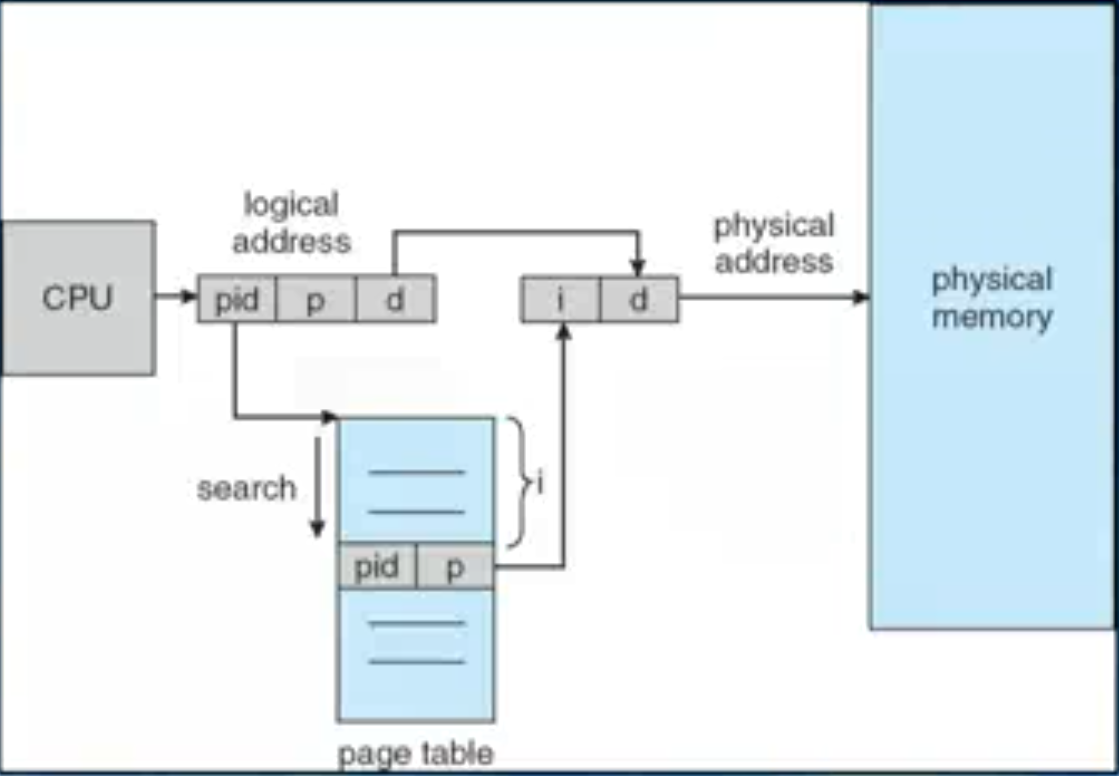 logical
address
physical
address
CPU
pid p d
i d
physical
memory
search
i
pid p
page table